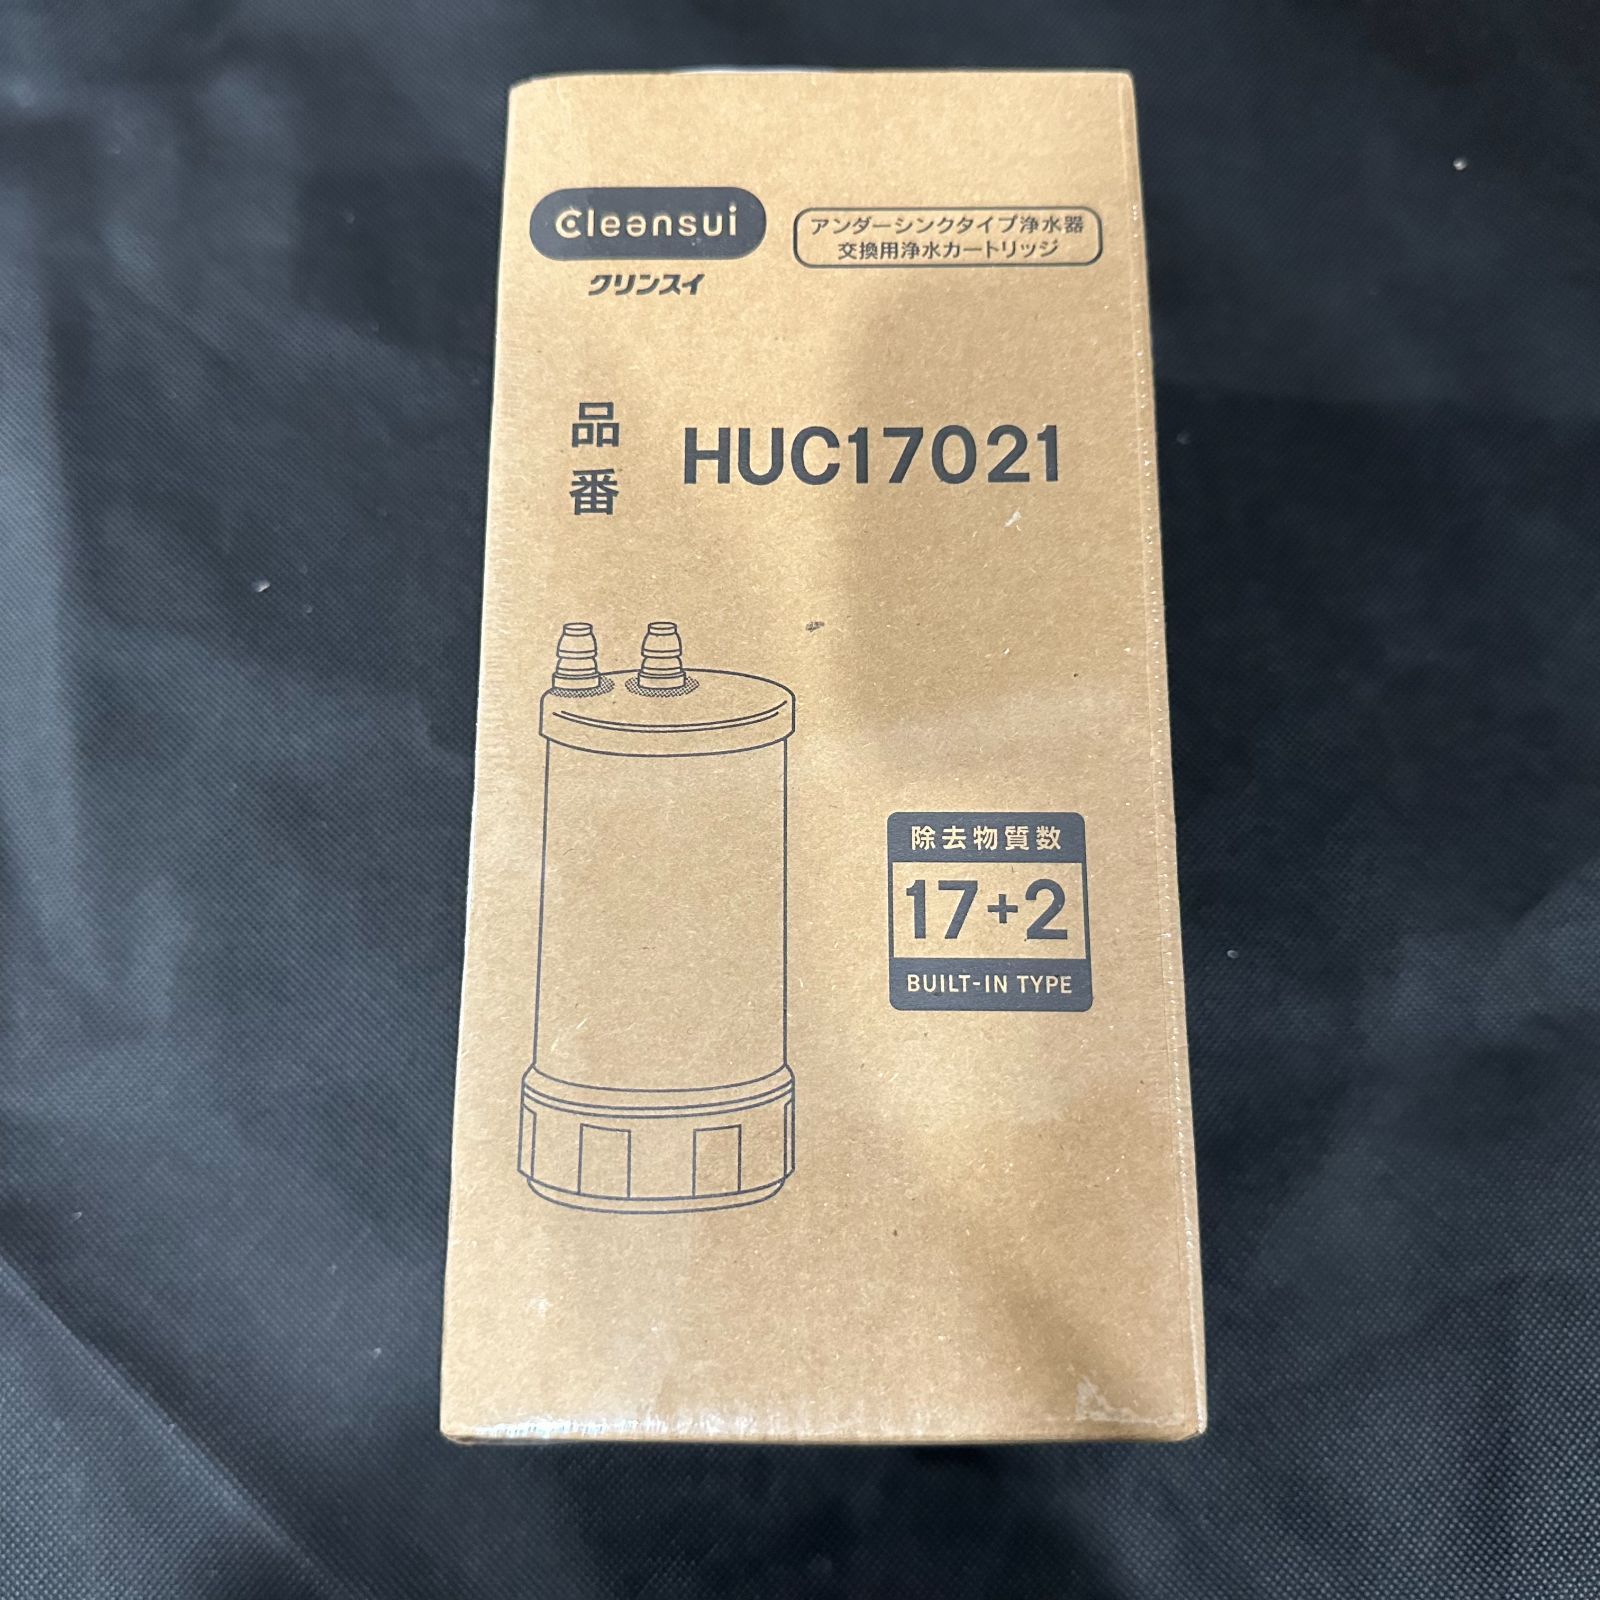 Cleansui
クリンスイ
アンダーシンクタイプ浄水器
交換用浄水カートリッジ
品番 HUC17021
除去物質数
17+2
BUILT-IN TYPE